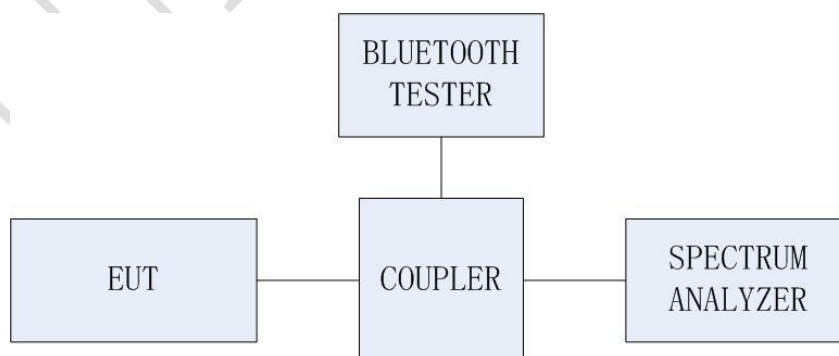 BLUETOOTH
TESTER
EUT
COUPLER
SPECTRUM
ANALYZER